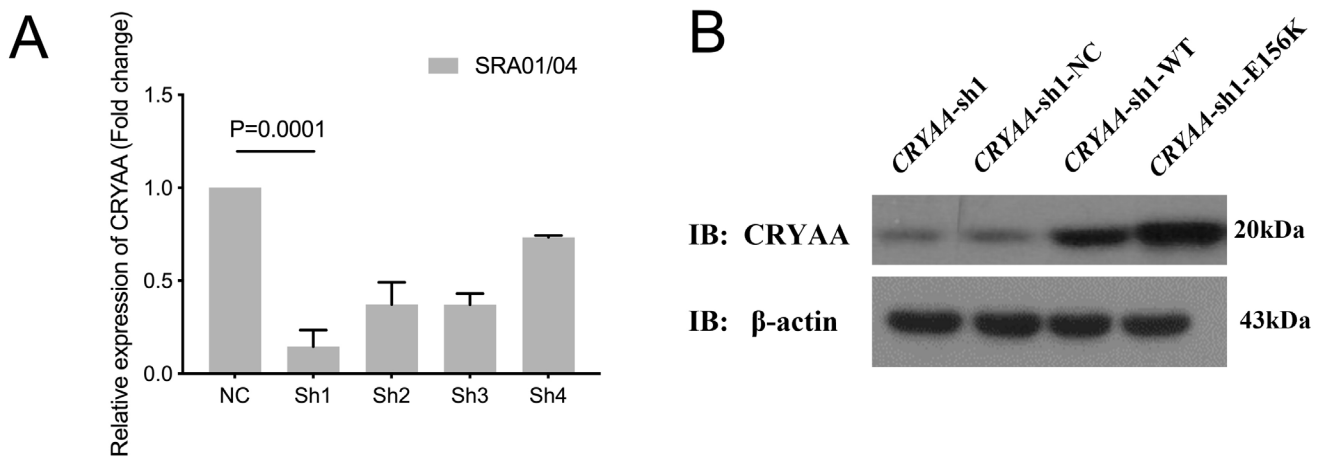 A
Relative expression of CRYAA (Fold change)
SRA01/04
1.5
1.0
0.5
0.0
P=0.0001
NC Sh1 Sh2 Sh3 Sh4
B
CRYAA-sh1
CRYAA-sh1-NC
CRYAA-sh1-WT
CRYAA-sh1-E156K
IB: CRYAA 20kDa
IB: β-actin 43kDa